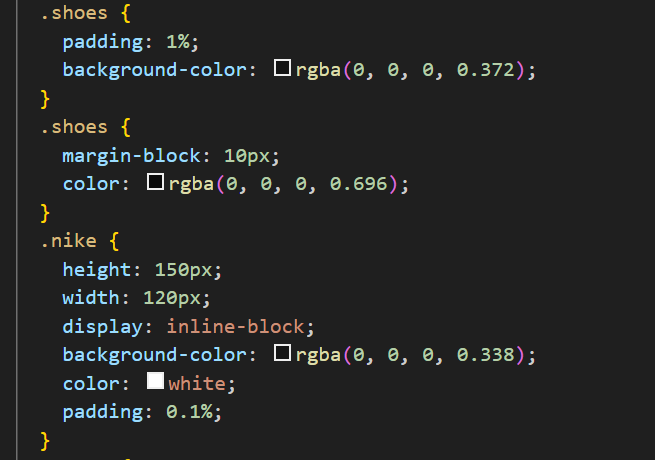 .shoes {
  padding: 1%;
  background-color: rgba(0, 0, 0, 0.372);
}
.shoes {
  margin-block: 10px;
  color: rgba(0, 0, 0, 0.696);
}
.nike {
  height: 150px;
  width: 120px;
  display: inline-block;
  background-color: rgba(0, 0, 0, 0.338);
  color: white;
  padding: 0.1%;
}